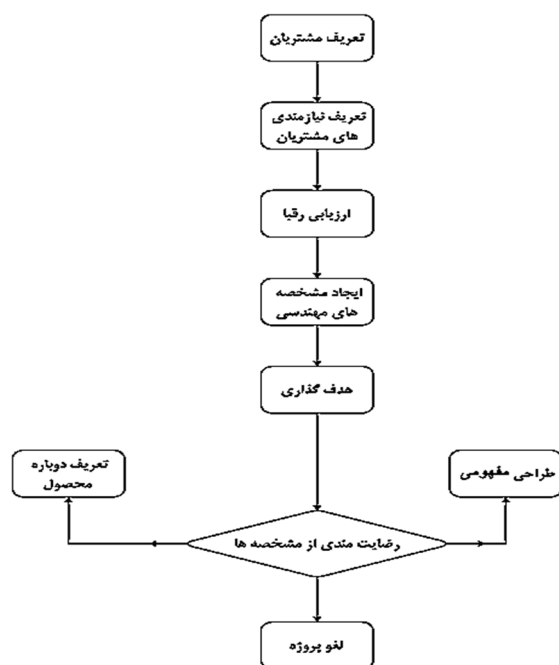 تعریف مشتریان
تعریف نیازمندی
های مشتریان
ارزیابی رقبا
ایجاد مشخصه
های مهندسی
هدف گذاری
تعریف دوباره
محصول
طراحی مفهومی
رضایت مندی از مشخصه ها
لغو پروژه